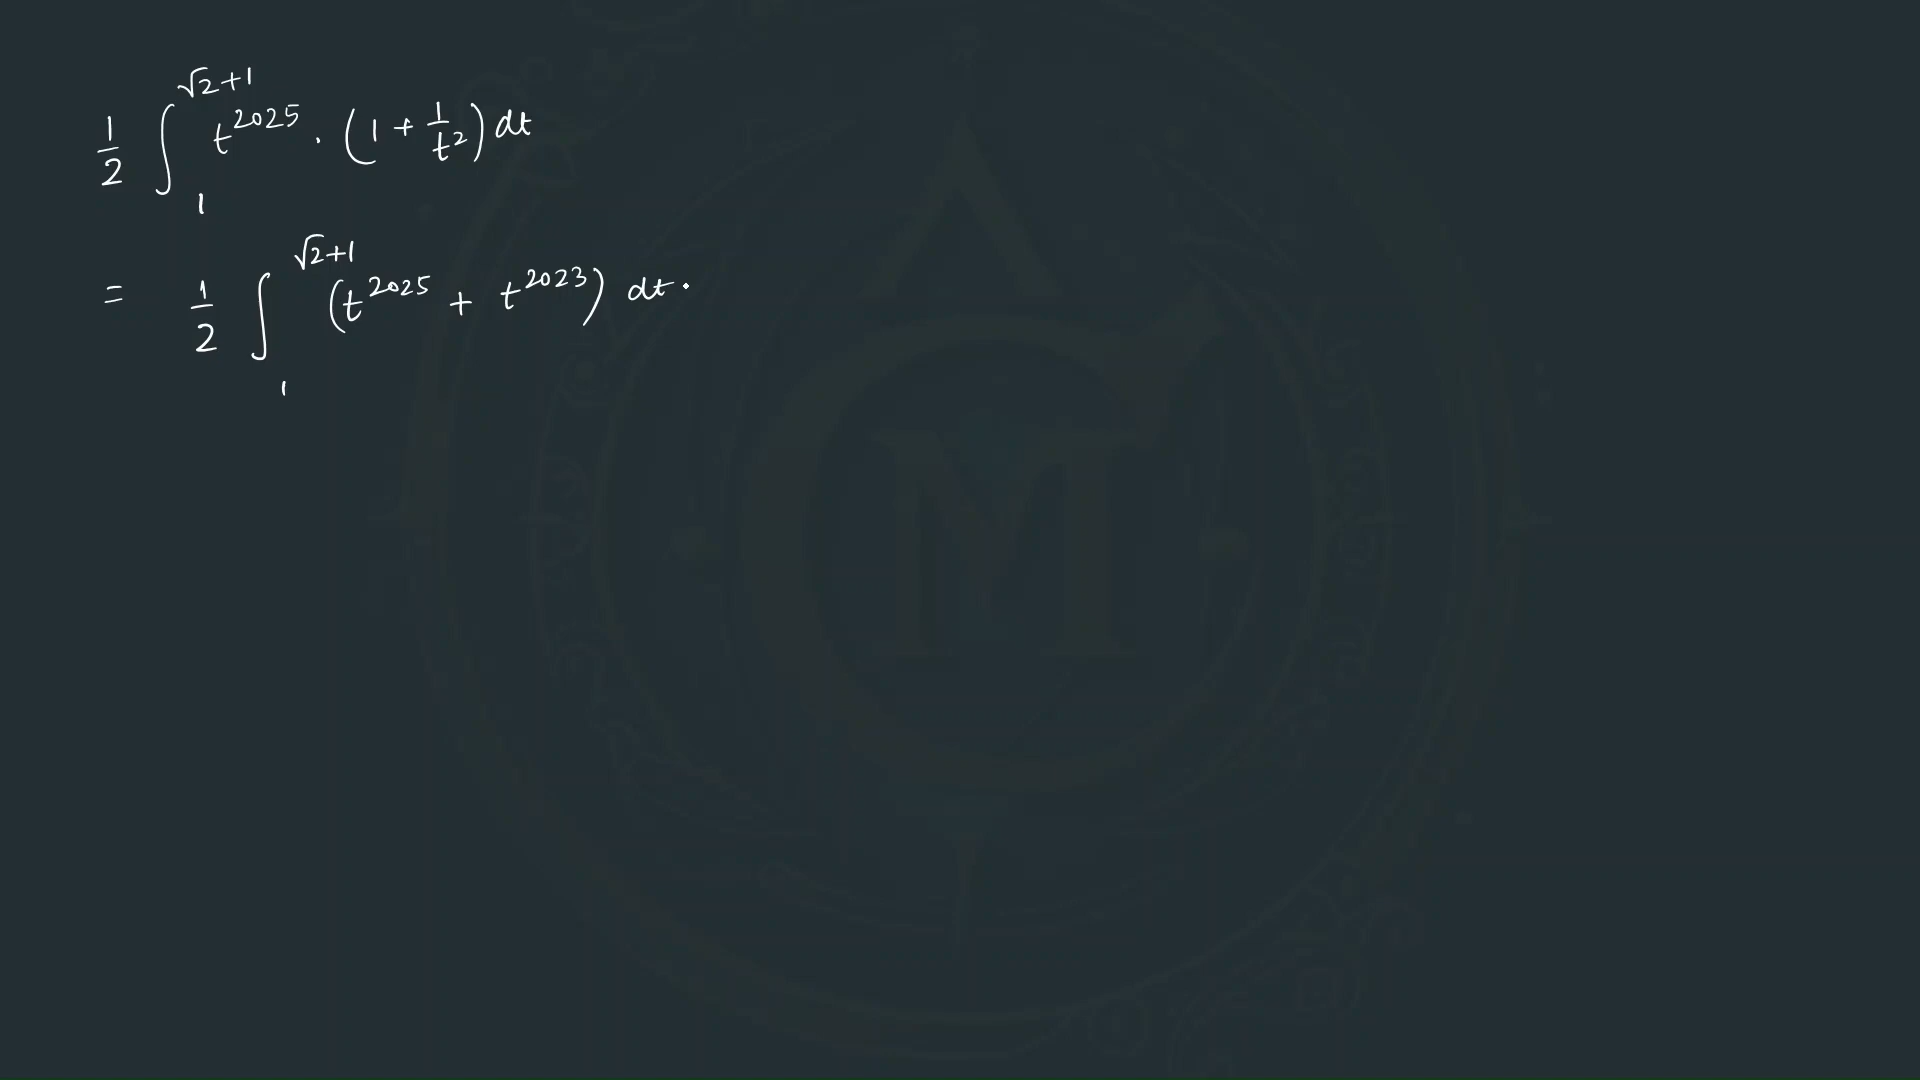 1/2 ∫₁^{√2+1} t^{2025} · (1 + 1/t²) dt
= 1/2 ∫₁^{√2+1} (t^{2025} + t^{2023}) dt.